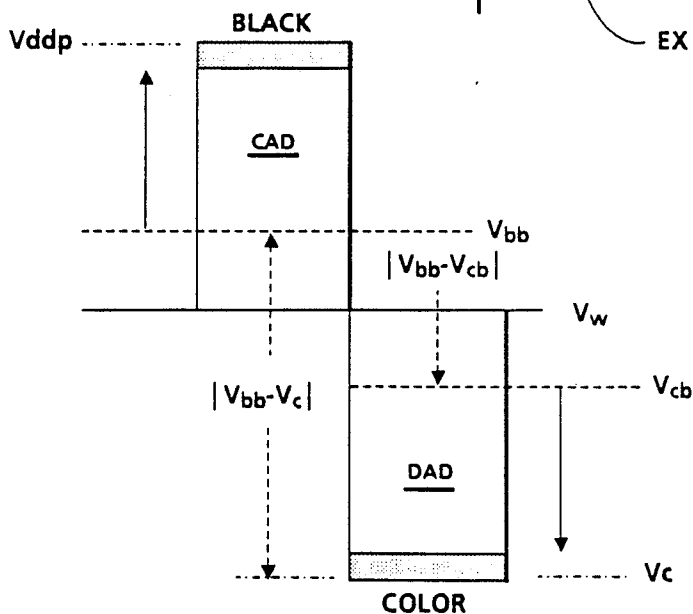 BLACK
Vddp
EX
CAD
Vbb
|Vbb-Vcb|
Vw
|Vbb-Vc|
Vcb
DAD
Vc
COLOR